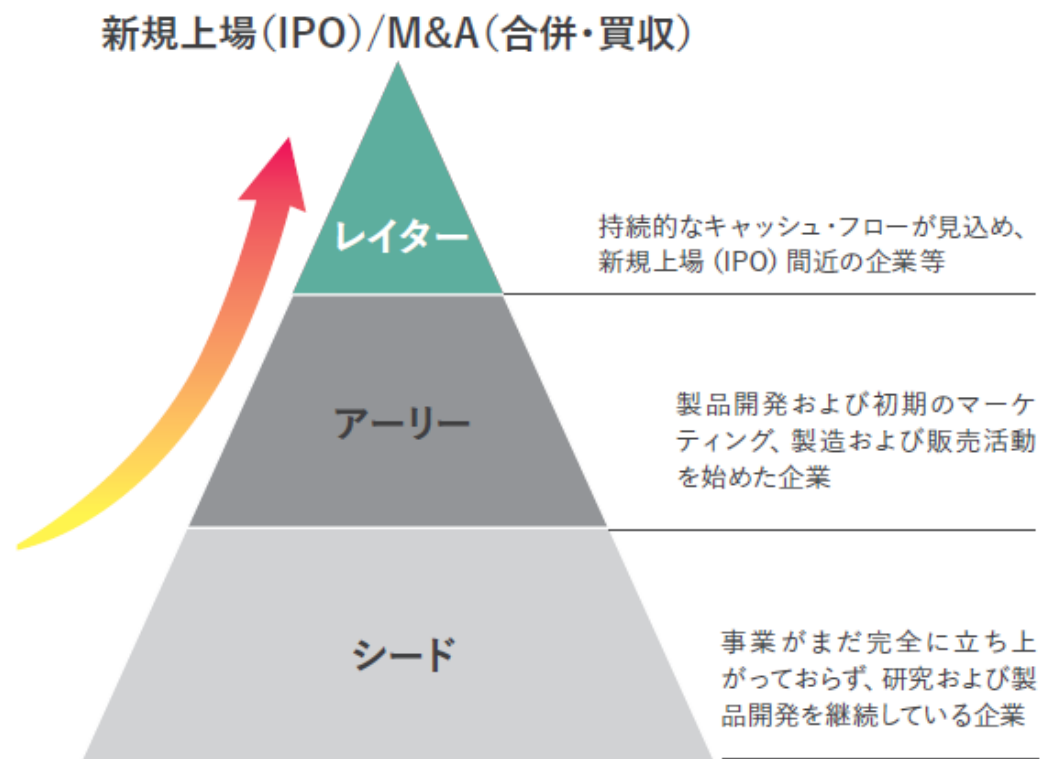 新規上場（IPO）/M&A（合併・買収）
レイター
持続的なキャッシュ・フローが見込め、
新規上場 (IPO) 間近の企業等
アーリー
製品開発および初期のマーケ
ティング、製造および販売活動
を始めた企業
シード
事業がまだ完全に立ち上
がっておらず、研究および製
品開発を継続している企業